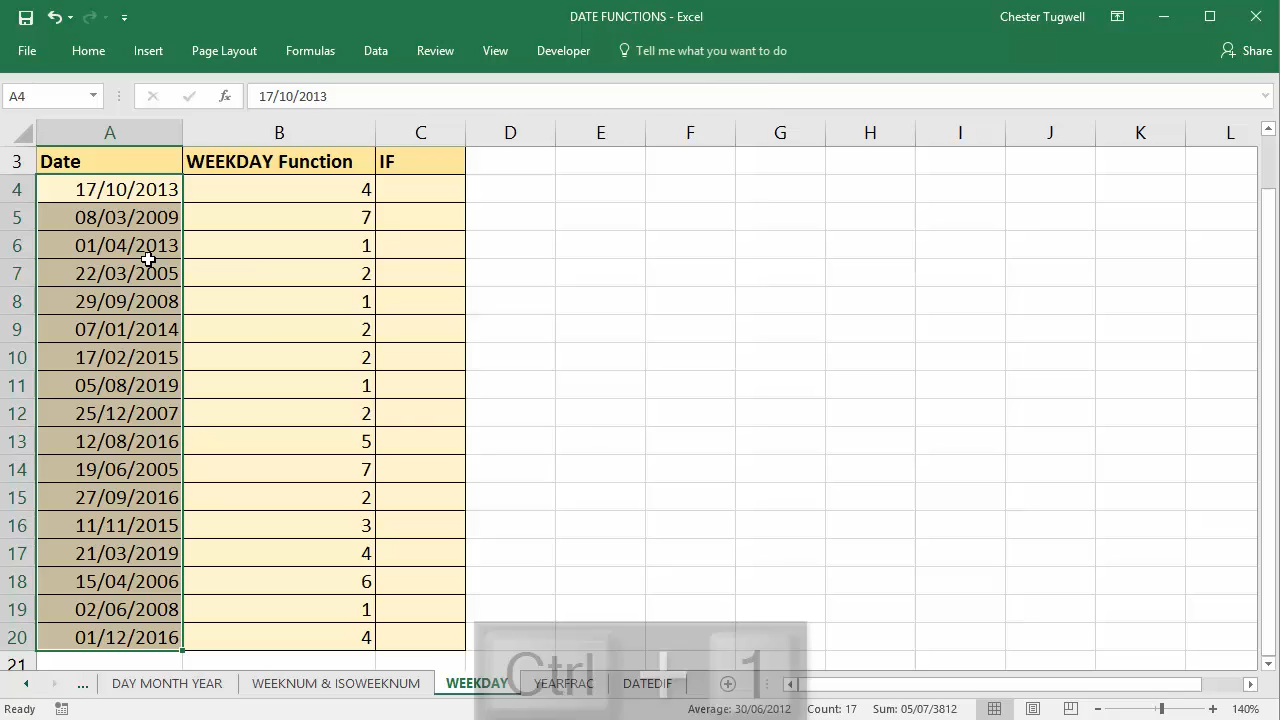 DATE FUNCTIONS - Excel
Chester Tugwell
File Home Insert Page Layout Formulas Data Review View Developer Tell me what you want to do Share
A4 fx 17/10/2013
A B C D E F G H I J K L
3 Date WEEKDAY Function IF
4 17/10/2013 4
5 08/03/2009 7
6 01/04/2013 1
7 22/03/2005 2
8 29/09/2008 1
9 07/01/2014 2
10 17/02/2015 2
11 05/08/2019 1
12 25/12/2007 2
13 12/08/2016 5
14 19/06/2005 7
15 27/09/2016 2
16 11/11/2015 3
17 21/03/2019 4
18 15/04/2006 6
19 02/06/2008 1
20 01/12/2016 4
21
Ctrl + 1
... DAY MONTH YEAR WEEKNUM & ISOWEEKNUM WEEKDAY YEARFRAC DATEDIF
Ready Average: 30/06/2012 Count: 17 Sum: 05/07/3812 140%